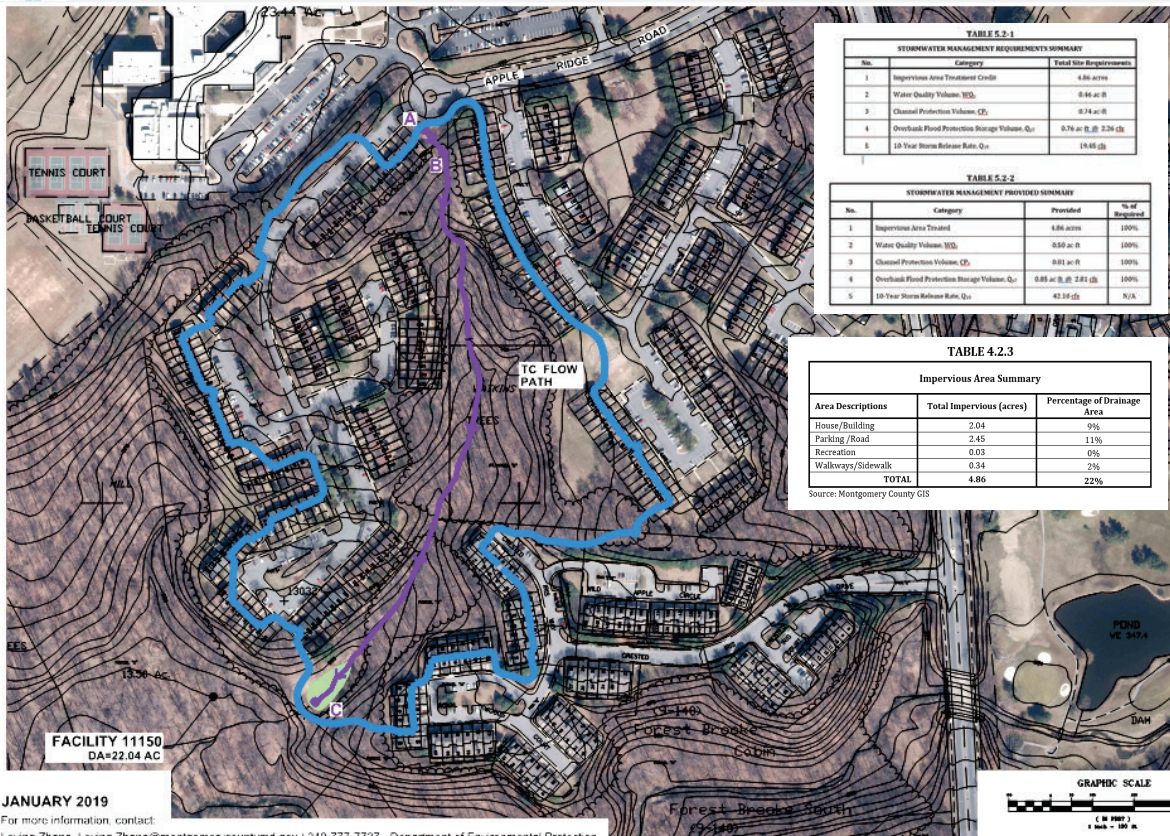 23.44 Ac.
APPLE RIDGE ROAD
A
B
TENNIS COURT
BASKETBALL COURT
TENNIS COURT
TC FLOW
PATH
WILD APPLE CIRCLE
DRIVE
CRESTED
C
13.58 Ac.
FACILITY 11150
DA=22.04 AC
POND
DAM
Forest Brooke
Cabin
Forest Brooke South
TABLE 5.2-1
STORMWATER MANAGEMENT REQUIREMENTS SUMMARY
No. Category Total Site Requirements
1 Impervious Area Treatment Credit 4.86 acres
2 Water Quality Volume, WQᵥ 0.46 ac-ft
3 Channel Protection Volume, CPᵥ 0.74 ac-ft
4 Overbank Flood Protection Storage Volume, 0.76 ac ft 2.26 cfs
5 10-Year Storm Release Rate, Q₁₀ 19.45 cfs
TABLE 5.2-2
STORMWATER MANAGEMENT PROVIDED SUMMARY
No. Category Provided % of Required
1 Impervious Area Treated 4.86 acres 100%
2 Water Quality Volume, WQᵥ 0.50 ac-ft 100%
3 Channel Protection Volume, CPᵥ 0.81 ac-ft 100%
4 Overbank Flood Protection Storage Volume, 0.85 ac ft 2.81 cfs 100%
5 10-Year Storm Release Rate, Q₁₀ 42.10 cfs N/A
TABLE 4.2.3
Impervious Area Summary
Area Descriptions Total Impervious (acres) Percentage of Drainage Area
House/Building 2.04 9%
Parking /Road 2.45 11%
Recreation 0.03 0%
Walkways/Sidewalk 0.34 2%
TOTAL 4.86 22%
Source: Montgomery County GIS
GRAPHIC SCALE
( IN FEET )
JANUARY 2019
For more information, contact:
Department of Environmental Protection